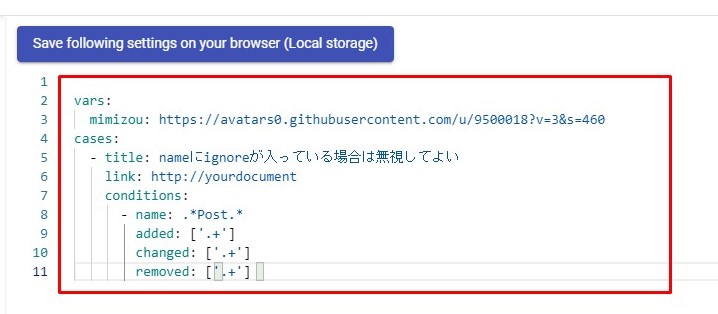 Save following settings on your browser (Local storage)
1
2 vars:
3 mimizou: https://avatars0.githubusercontent.com/u/9500018?v=3&s=460
4 cases:
5 - title: nameにignoreが入っている場合は無視してよい
6 link: http://yourdocument
7 conditions:
8 - name: .*Post.*
9 added: ['.+']
10 changed: ['.+']
11 removed: ['.+']